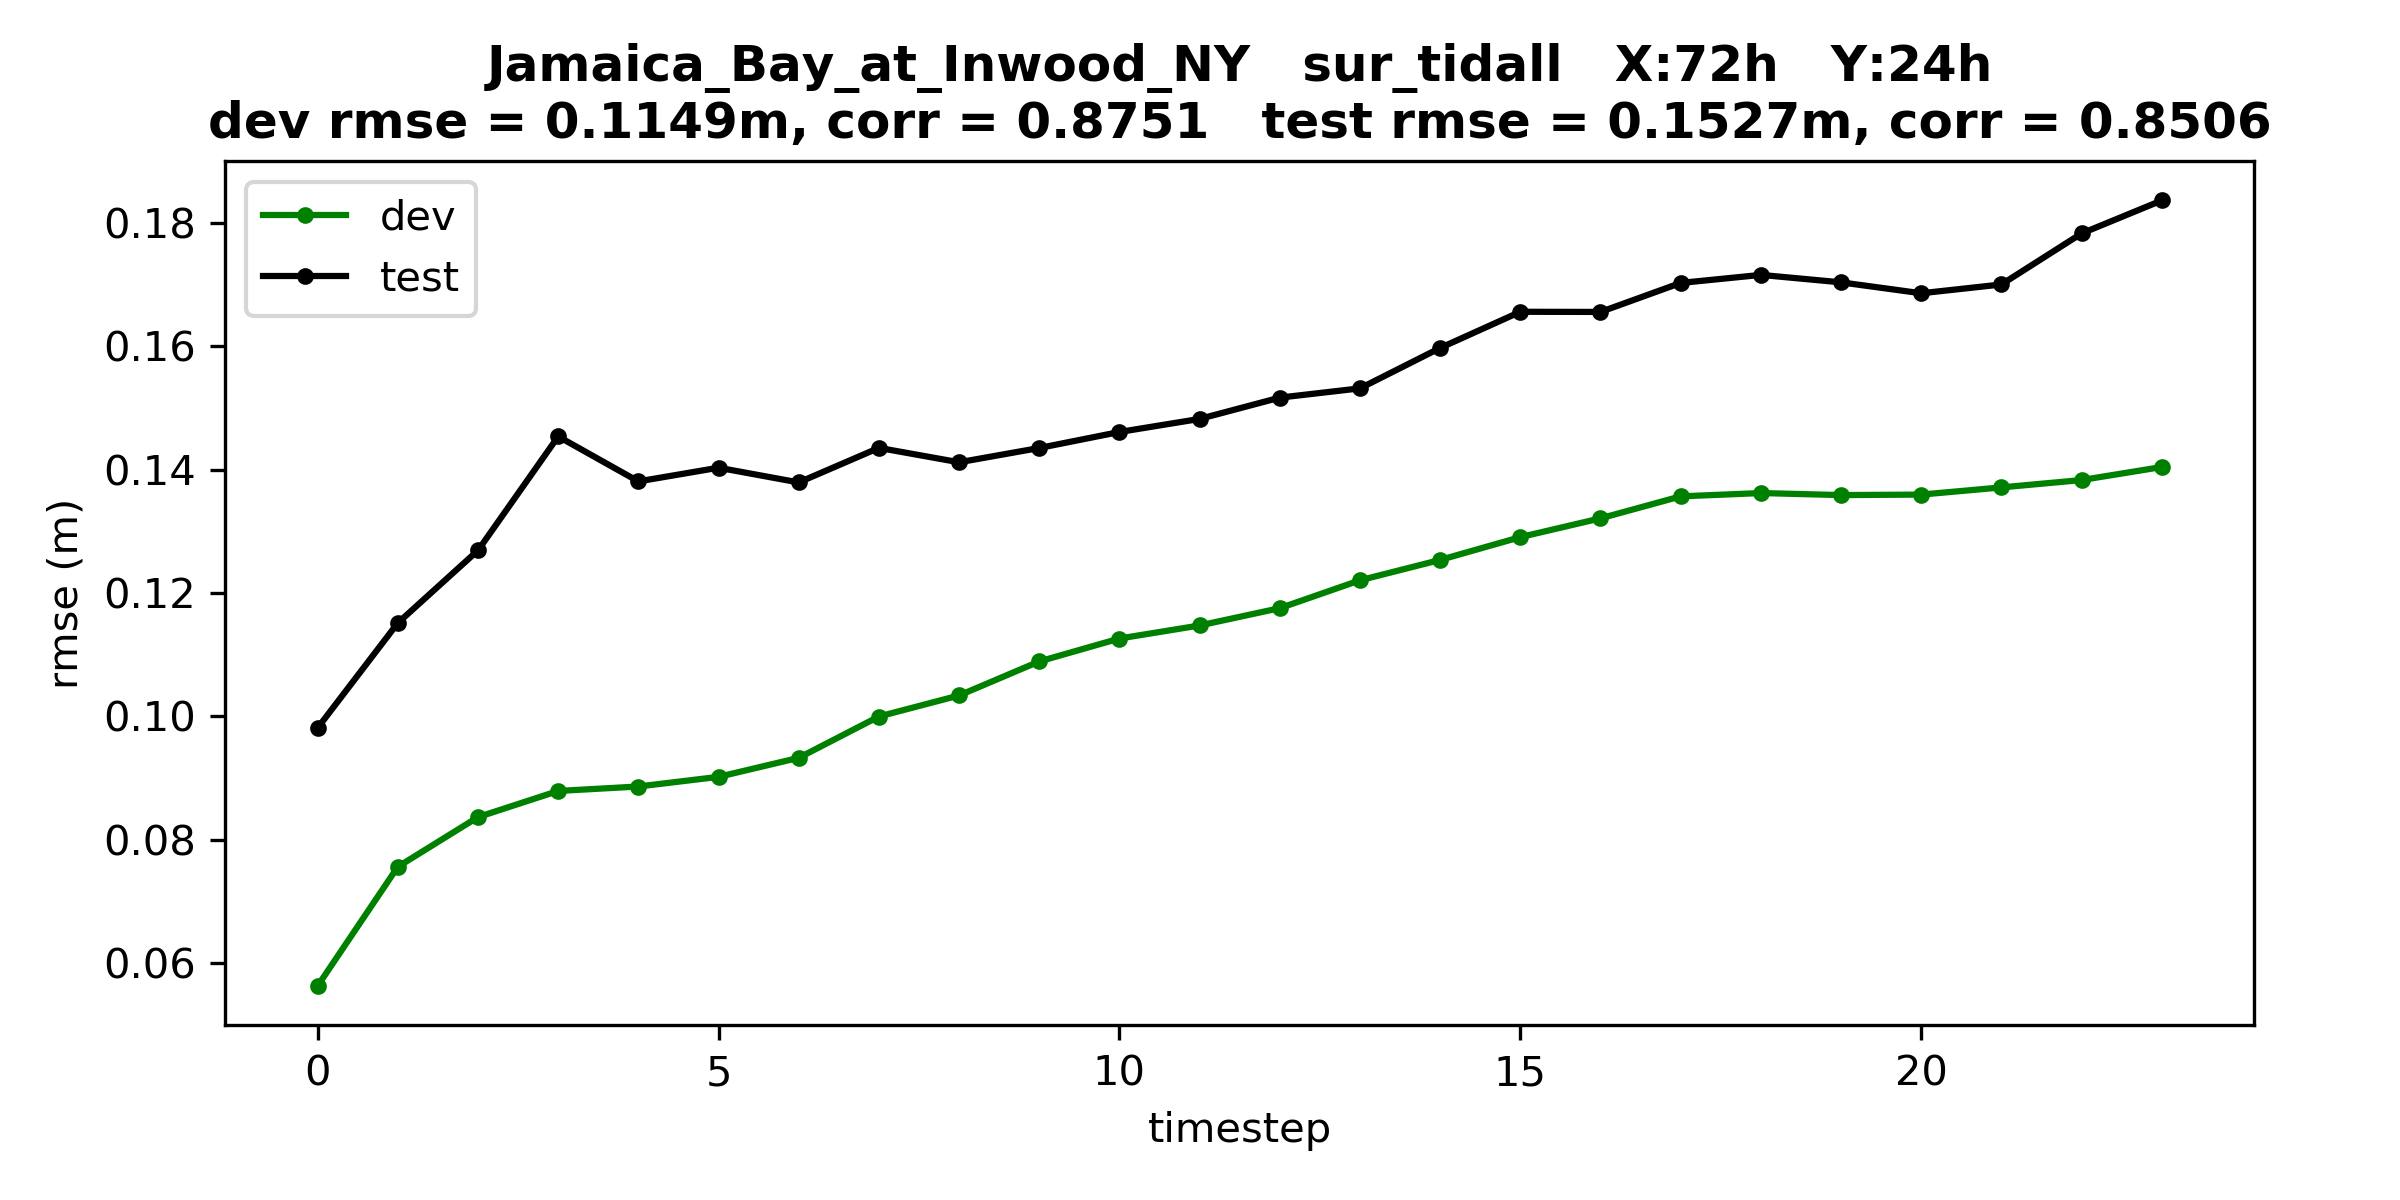 Jamaica_Bay_at_Inwood_NY   sur_tidall   X:72h   Y:24h
dev rmse = 0.1149m, corr = 0.8751   test rmse = 0.1527m, corr = 0.8506
dev
test
0.18
0.16
0.14
0.12
0.10
0.08
0.06
rmse (m)
0 5 10 15 20
timestep